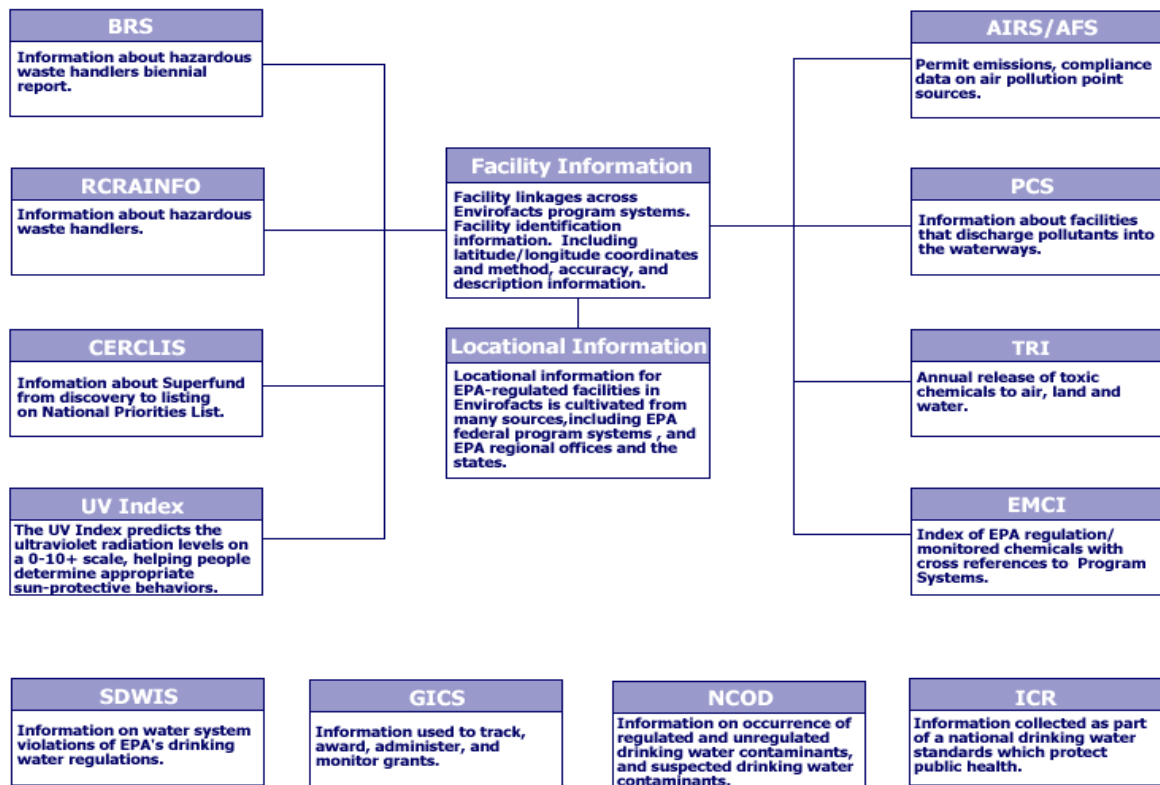 BRS
Information about hazardous
waste handlers biennial
report.
AIRS/AFS
Permit emissions, compliance
data on air pollution point
sources.
Facility Information
Facility linkages across
Envirofacts program systems.
Facility identification
information.  Including
latitude/longitude coordinates
and method, accuracy, and
description information.
RCRAINFO
Information about hazardous
waste handlers.
PCS
Information about facilities
that discharge pollutants into
the waterways.
CERCLIS
Infomation about Superfund
from discovery to listing
on National Priorities List.
Locational Information
Locational information for
EPA-regulated facilities in
Envirofacts is cultivated from
many sources,including EPA
federal program systems , and
EPA regional offices and the
states.
TRI
Annual release of toxic
chemicals to air, land and
water.
UV Index
The UV Index predicts the
ultraviolet radiation levels on
a 0-10+ scale, helping people
determine appropriate
sun-protective behaviors.
EMCI
Index of EPA regulation/
monitored chemicals with
cross references to  Program
Systems.
SDWIS
Information on water system
violations of EPA's drinking
water regulations.
GICS
Information used to track,
award, administer, and
monitor grants.
NCOD
Information on occurrence of
regulated and unregulated
drinking water contaminants,
and suspected drinking water
contaminants.
ICR
Information collected as part
of a national drinking water
standards which protect
public health.